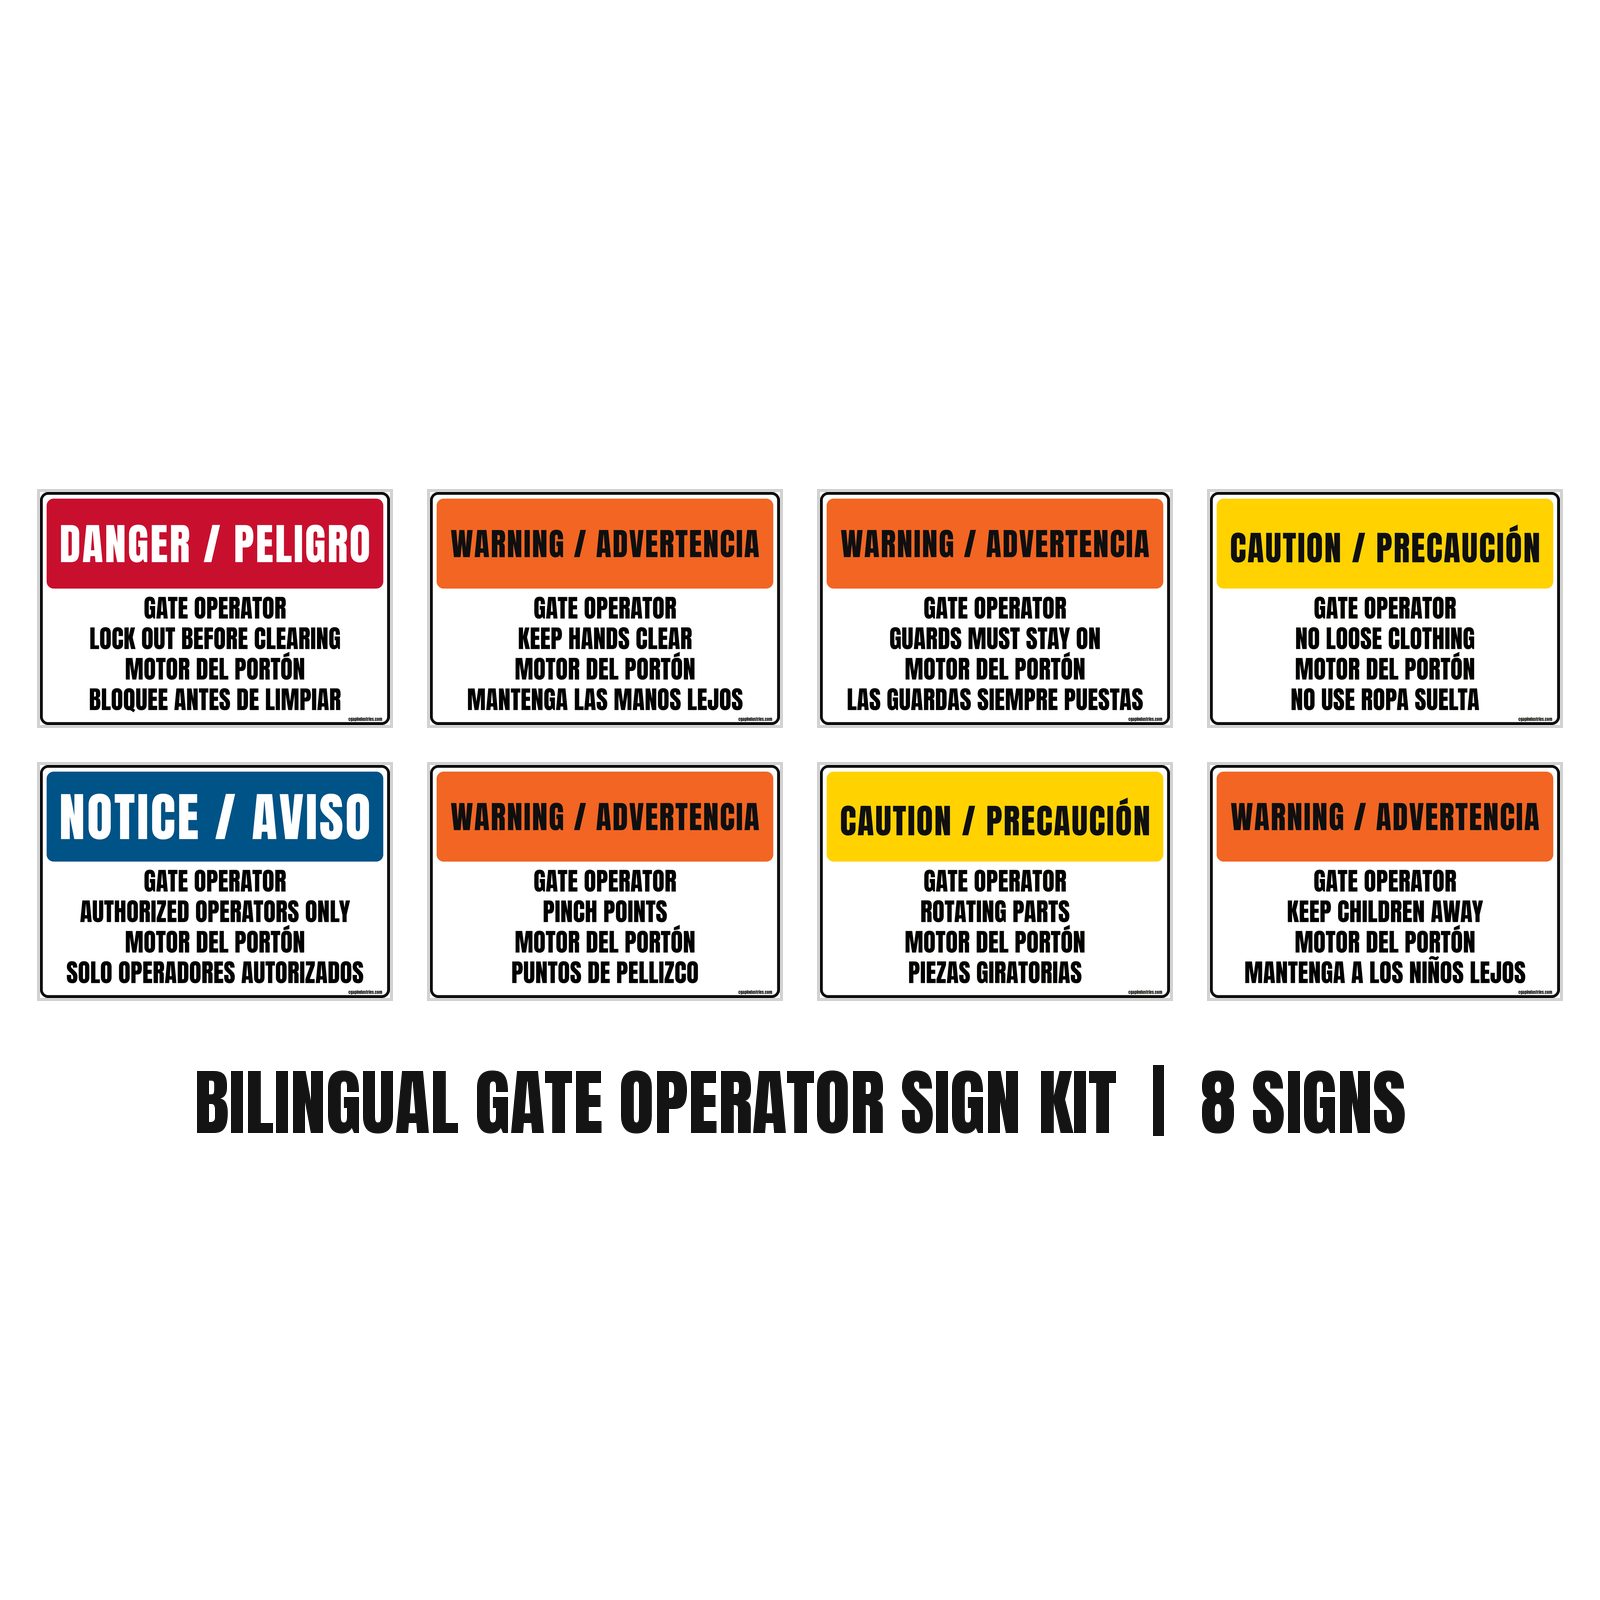 DANGER / PELIGRO
GATE OPERATOR
LOCK OUT BEFORE CLEARING
MOTOR DEL PORTÓN
BLOQUEE ANTES DE LIMPIAR
WARNING / ADVERTENCIA
GATE OPERATOR
KEEP HANDS CLEAR
MOTOR DEL PORTÓN
MANTENGA LAS MANOS LEJOS
WARNING / ADVERTENCIA
GATE OPERATOR
GUARDS MUST STAY ON
MOTOR DEL PORTÓN
LAS GUARDAS SIEMPRE PUESTAS
CAUTION / PRECAUCIÓN
GATE OPERATOR
NO LOOSE CLOTHING
MOTOR DEL PORTÓN
NO USE ROPA SUELTA
NOTICE / AVISO
GATE OPERATOR
AUTHORIZED OPERATORS ONLY
MOTOR DEL PORTÓN
SOLO OPERADORES AUTORIZADOS
WARNING / ADVERTENCIA
GATE OPERATOR
PINCH POINTS
MOTOR DEL PORTÓN
PUNTOS DE PELLIZCO
CAUTION / PRECAUCIÓN
GATE OPERATOR
ROTATING PARTS
MOTOR DEL PORTÓN
PIEZAS GIRATORIAS
WARNING / ADVERTENCIA
GATE OPERATOR
KEEP CHILDREN AWAY
MOTOR DEL PORTÓN
MANTENGA A LOS NIÑOS LEJOS
BILINGUAL GATE OPERATOR SIGN KIT | 8 SIGNS